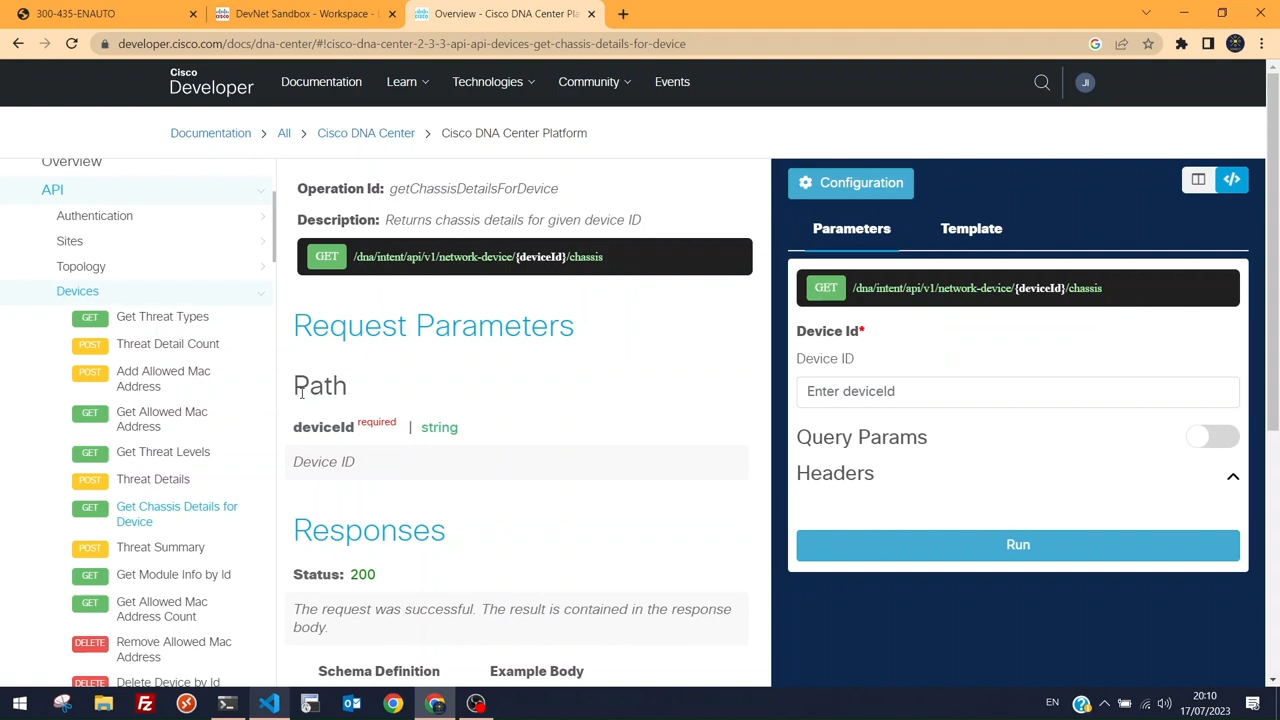 300-435-ENAUTO
DevNet Sandbox - Workspace - L
Overview - Cisco DNA Center Pla
developer.cisco.com/docs/dna-center/#!cisco-dna-center-2-3-3-api-api-devices-get-chassis-details-for-device
Cisco
Developer
Documentation
Learn
Technologies
Community
Events
JI
Documentation > All > Cisco DNA Center > Cisco DNA Center Platform
Overview
API
Authentication
Sites
Topology
Devices
GET Get Threat Types
POST Threat Detail Count
POST Add Allowed Mac
Address
GET Get Allowed Mac
Address
GET Get Threat Levels
POST Threat Details
GET Get Chassis Details for
Device
POST Threat Summary
GET Get Module Info by Id
GET Get Allowed Mac
Address Count
DELETE Remove Allowed Mac
Address
DELETE Delete Device by Id
Operation Id: getChassisDetailsForDevice
Description: Returns chassis details for given device ID
GET /dna/intent/api/v1/network-device/{deviceId}/chassis
Request Parameters
Path
deviceId required | string
Device ID
Responses
Status: 200
The request was successful. The result is contained in the response
body.
Schema Definition Example Body
Configuration
Parameters Template
GET /dna/intent/api/v1/network-device/{deviceId}/chassis
Device Id*
Device ID
Enter deviceId
Query Params
Headers
Run
EN
20:10
17/07/2023